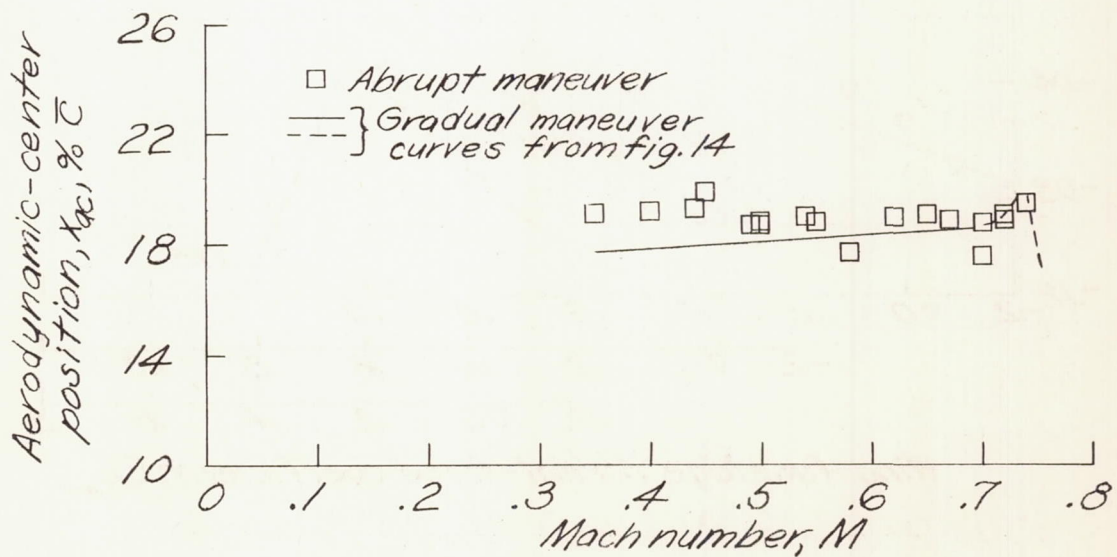 Aerodynamic-center
position, x_ac, % c̄
26
22
18
14
10
□ Abrupt maneuver
Gradual maneuver
curves from fig. 14
0 .1 .2 .3 .4 .5 .6 .7 .8
Mach number, M